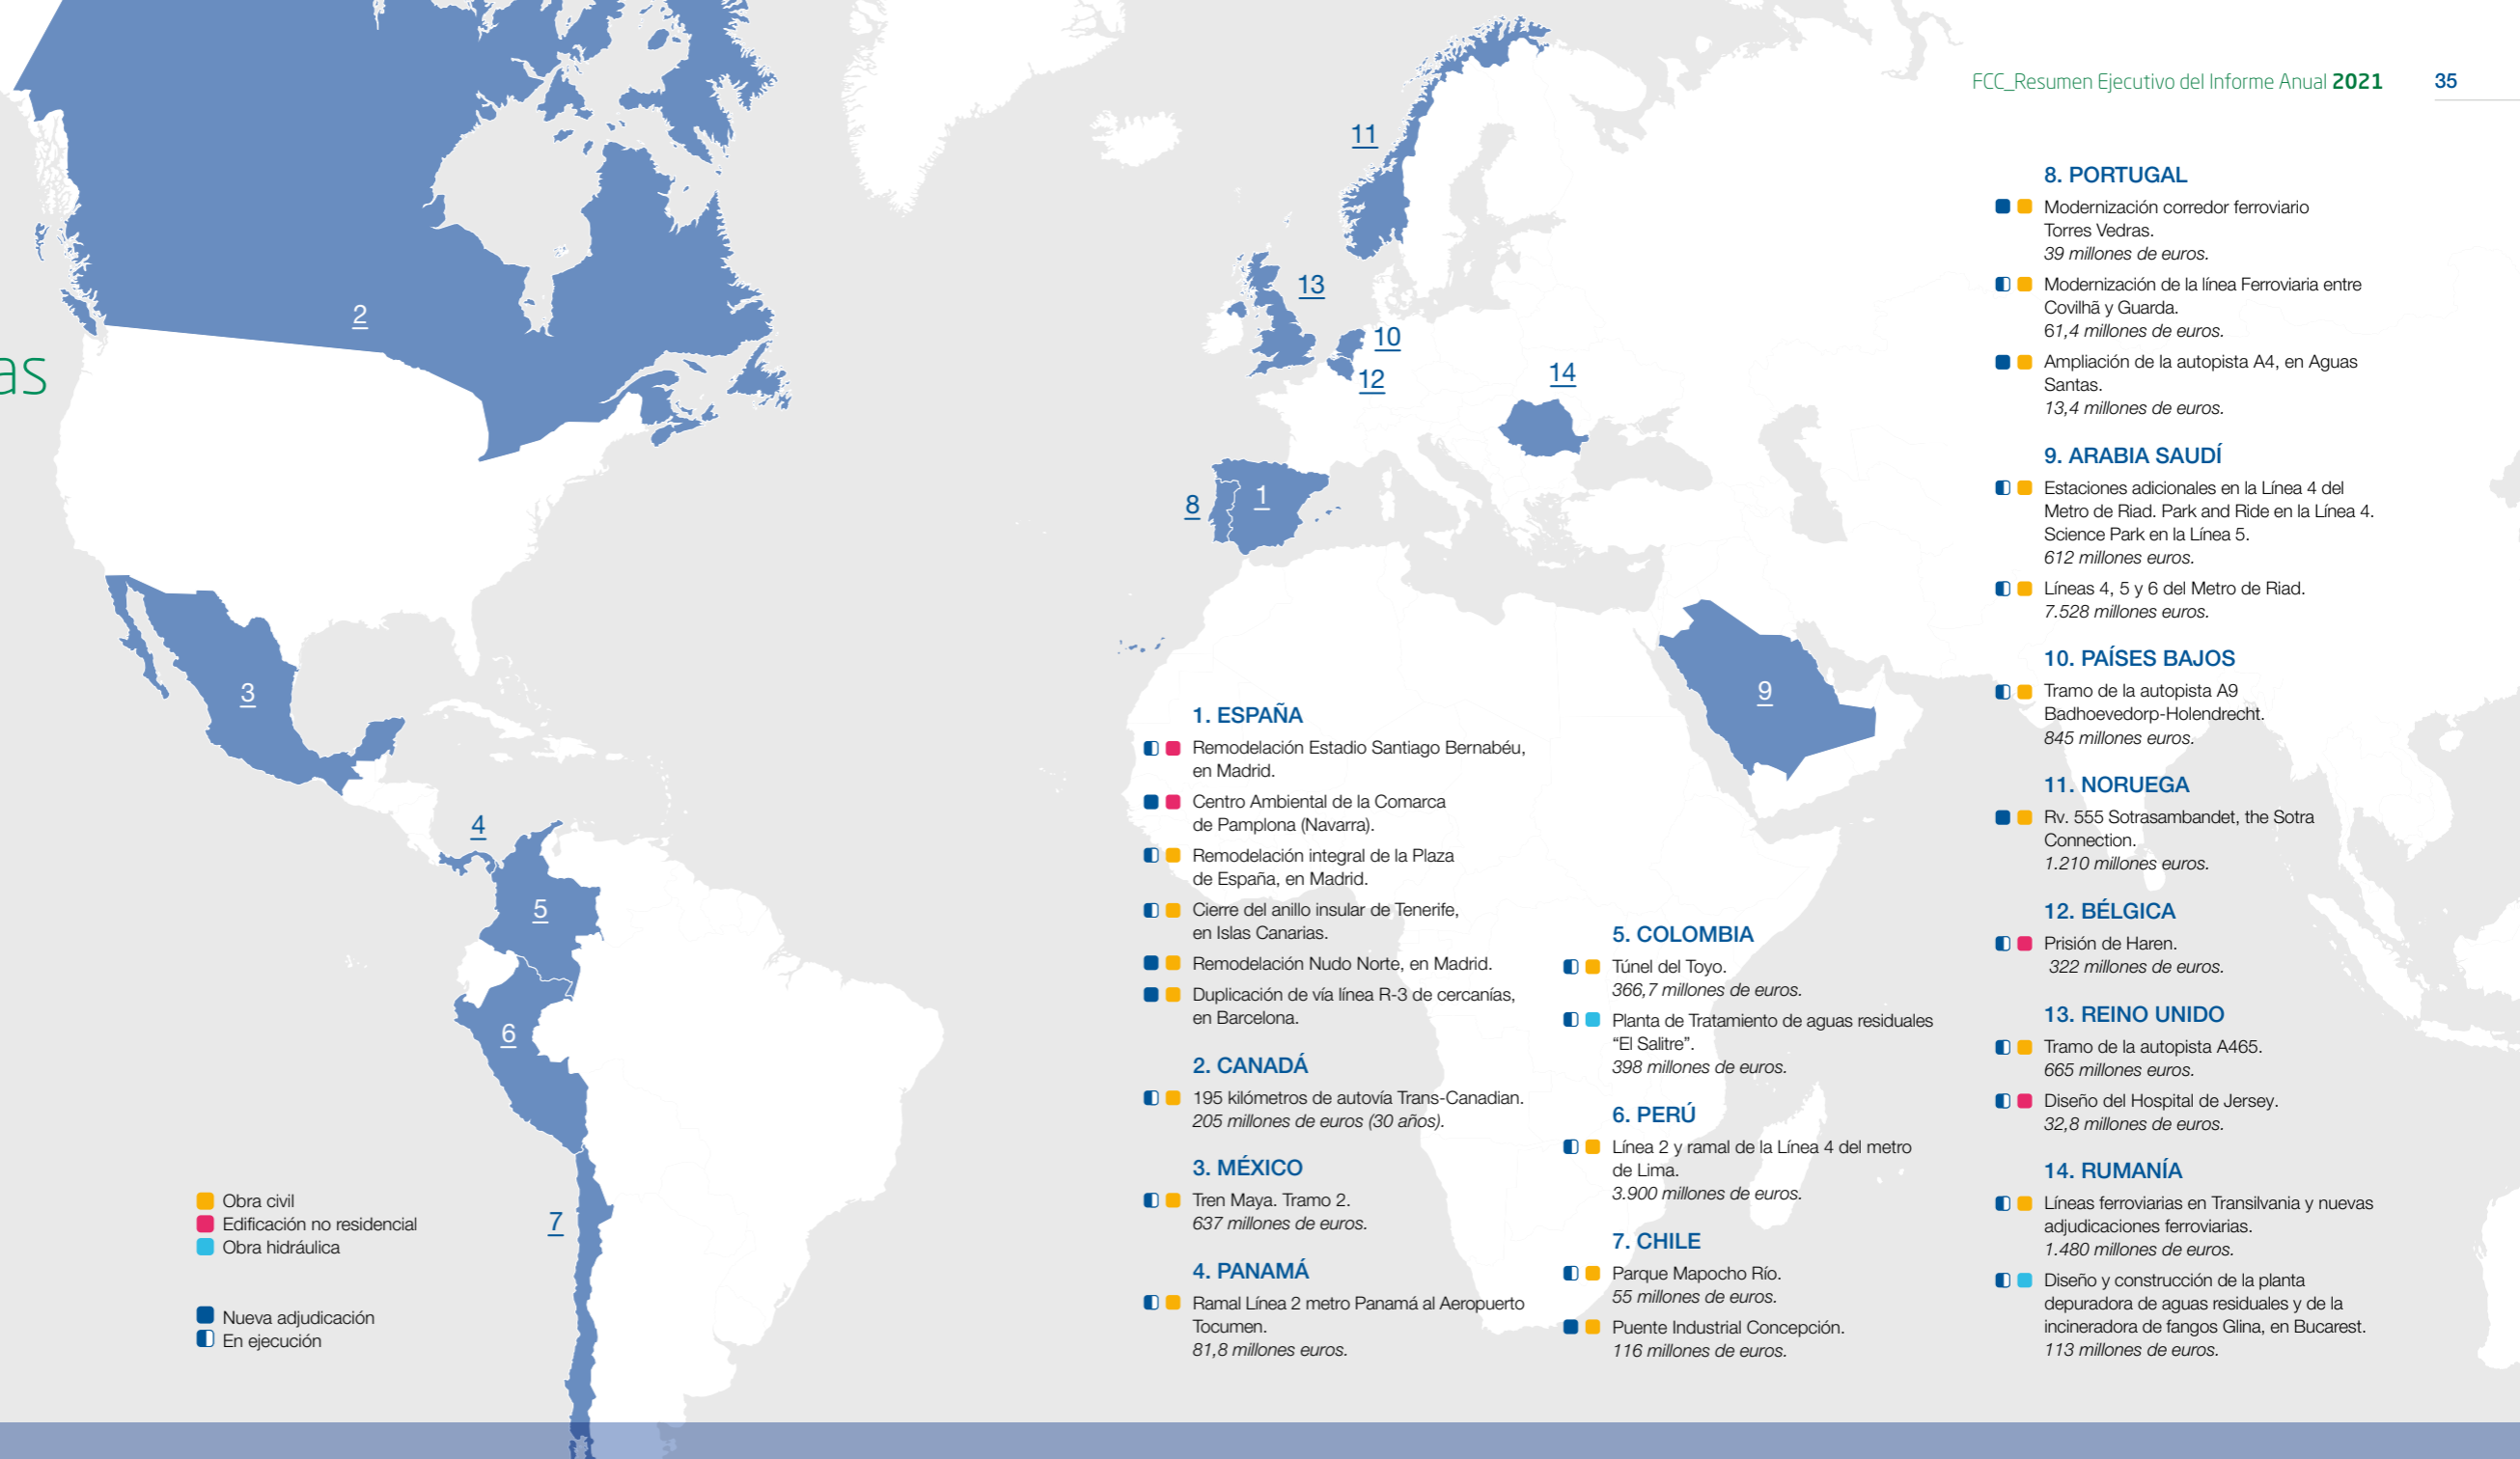 FCC_Resumen Ejecutivo del Informe Anual 2021
35
as
2
3
4
5
6
7
11
13
10
12
14
8
1
9
Obra civil
Edificación no residencial
Obra hidráulica
Nueva adjudicación
En ejecución
1. ESPAÑA
Remodelación Estadio Santiago Bernabéu,
en Madrid.
Centro Ambiental de la Comarca
de Pamplona (Navarra).
Remodelación integral de la Plaza
de España, en Madrid.
Cierre del anillo insular de Tenerife,
en Islas Canarias.
Remodelación Nudo Norte, en Madrid.
Duplicación de vía línea R-3 de cercanías,
en Barcelona.
2. CANADÁ
195 kilómetros de autovía Trans-Canadian.
205 millones de euros (30 años).
3. MÉXICO
Tren Maya. Tramo 2.
637 millones de euros.
4. PANAMÁ
Ramal Línea 2 metro Panamá al Aeropuerto
Tocumen.
81,8 millones euros.
5. COLOMBIA
Túnel del Toyo.
366,7 millones de euros.
Planta de Tratamiento de aguas residuales
“El Salitre”.
398 millones de euros.
6. PERÚ
Línea 2 y ramal de la Línea 4 del metro
de Lima.
3.900 millones de euros.
7. CHILE
Parque Mapocho Río.
55 millones de euros.
Puente Industrial Concepción.
116 millones de euros.
8. PORTUGAL
Modernización corredor ferroviario
Torres Vedras.
39 millones de euros.
Modernización de la línea Ferroviaria entre
Covilhã y Guarda.
61,4 millones de euros.
Ampliación de la autopista A4, en Aguas
Santas.
13,4 millones de euros.
9. ARABIA SAUDÍ
Estaciones adicionales en la Línea 4 del
Metro de Riad. Park and Ride en la Línea 4.
Science Park en la Línea 5.
612 millones euros.
Líneas 4, 5 y 6 del Metro de Riad.
7.528 millones euros.
10. PAÍSES BAJOS
Tramo de la autopista A9
Badhoevedorp-Holendrecht.
845 millones euros.
11. NORUEGA
Rv. 555 Sotrasambandet, the Sotra
Connection.
1.210 millones euros.
12. BÉLGICA
Prisión de Haren.
322 millones de euros.
13. REINO UNIDO
Tramo de la autopista A465.
665 millones euros.
Diseño del Hospital de Jersey.
32,8 millones de euros.
14. RUMANÍA
Líneas ferroviarias en Transilvania y nuevas
adjudicaciones ferroviarias.
1.480 millones de euros.
Diseño y construcción de la planta
depuradora de aguas residuales y de la
incineradora de fangos Glina, en Bucarest.
113 millones de euros.